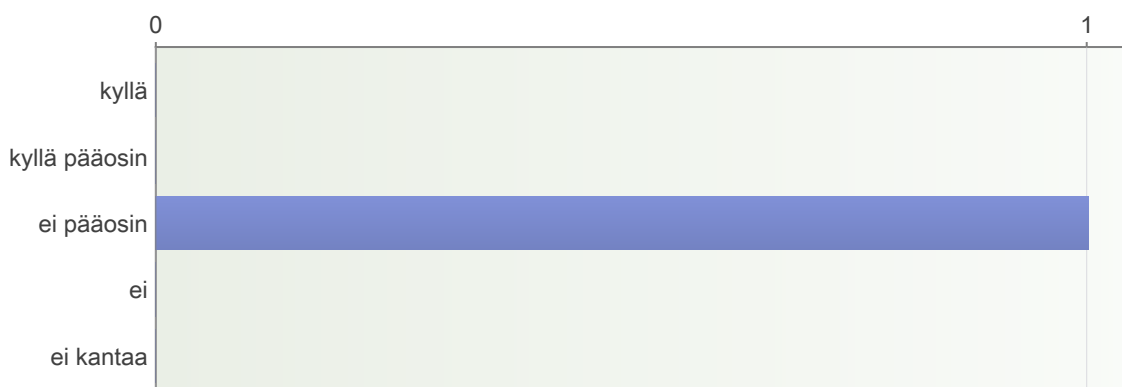 0 1
kyllä
kyllä pääosin
ei pääosin
ei
ei kantaa